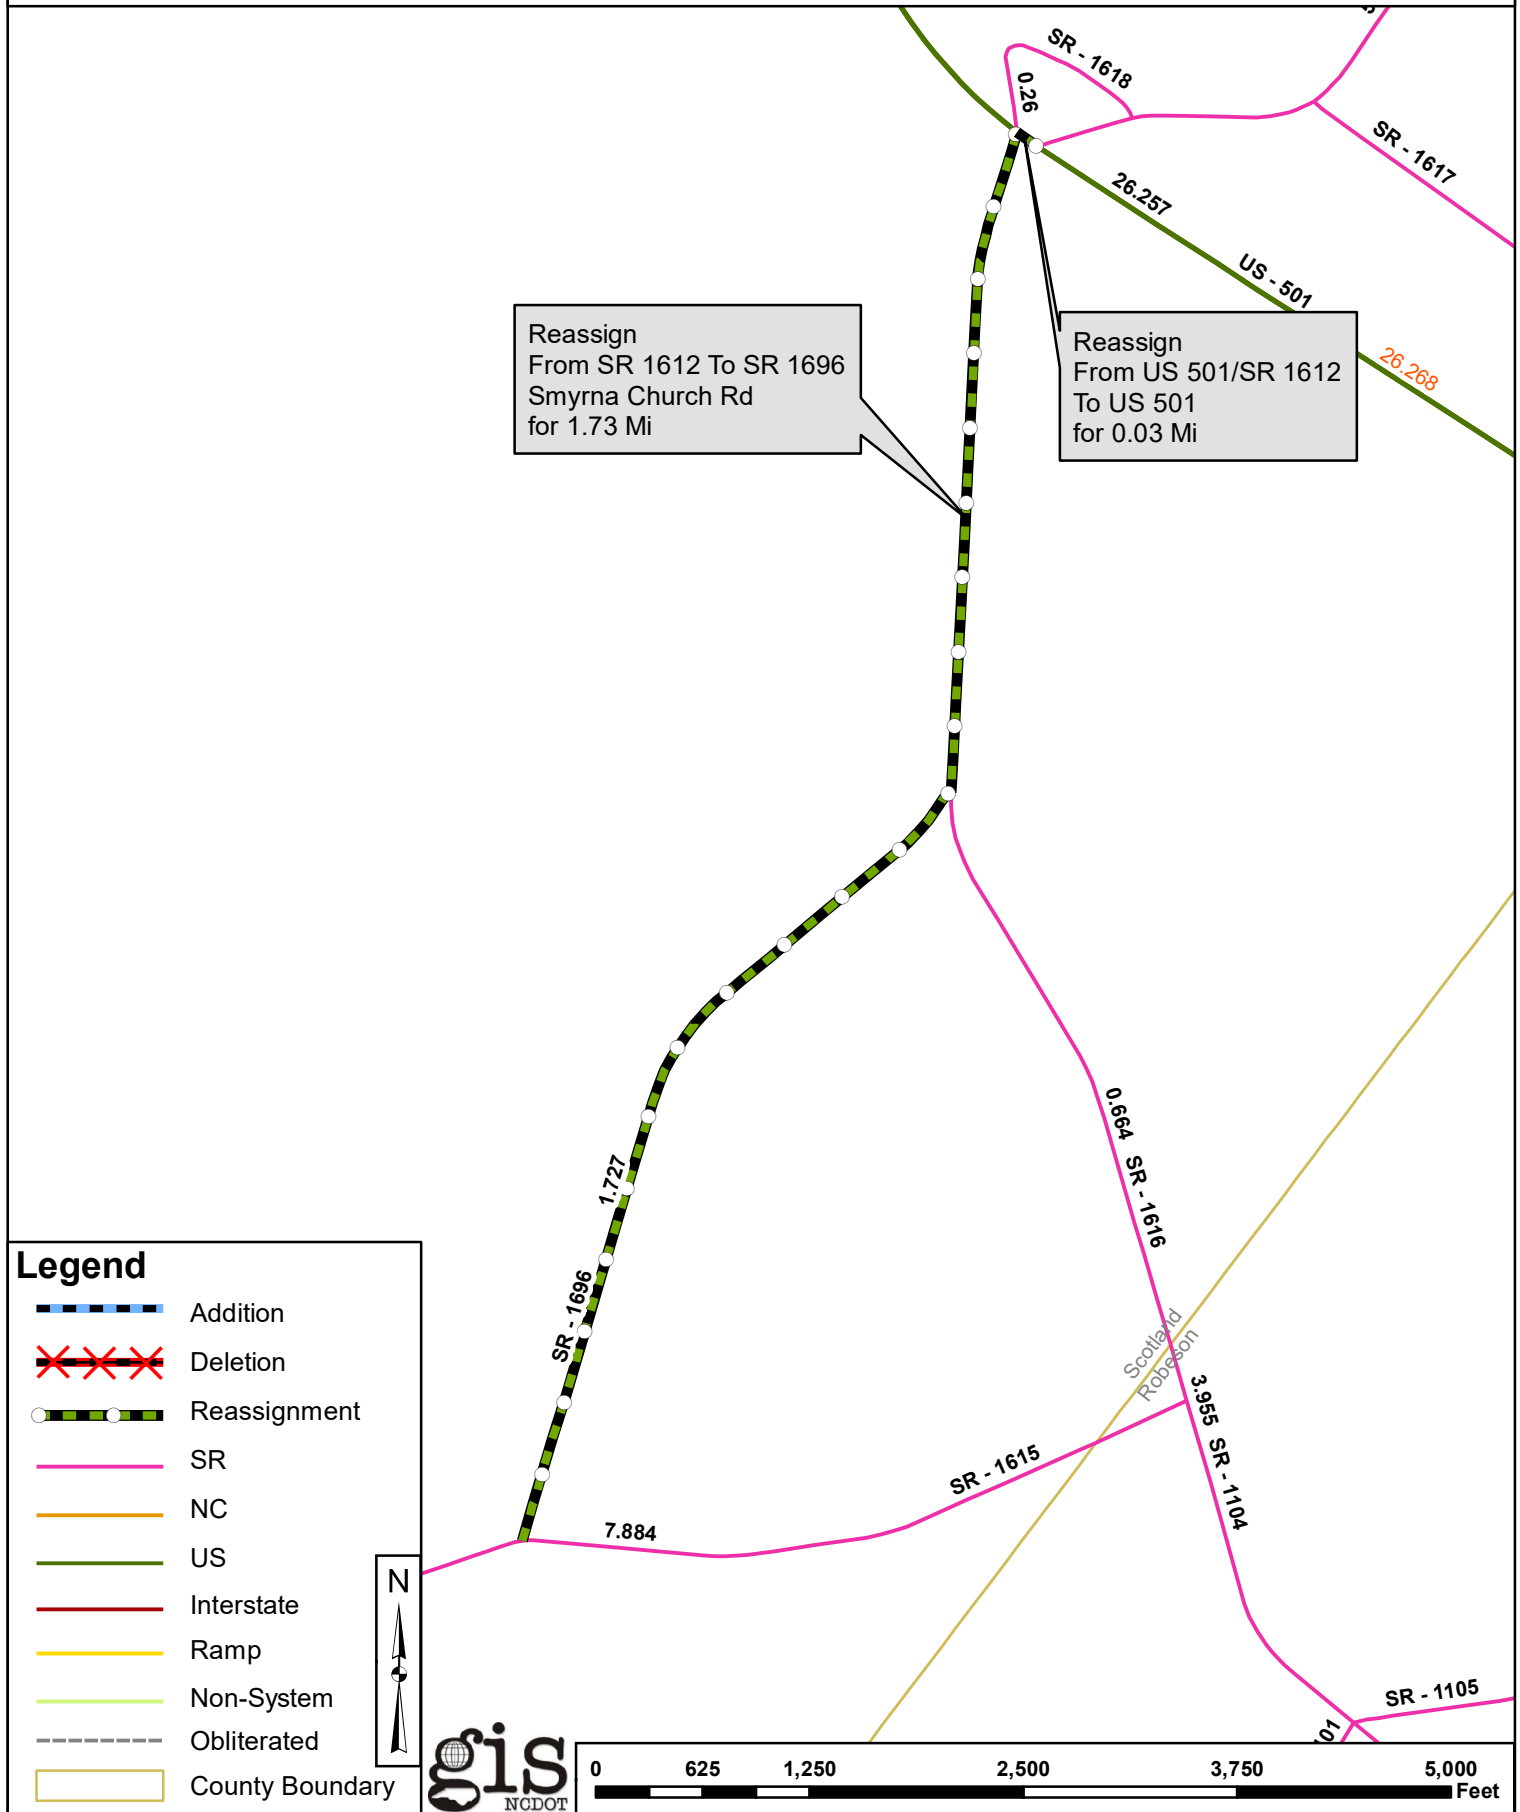 SR - 1618
0.26
SR - 1617
26.257
US - 501
26.268
Reassign
From SR 1612 To SR 1696
Smyrna Church Rd
for 1.73 Mi
Reassign
From US 501/SR 1612
To US 501
for 0.03 Mi
0.664 SR - 1616
1.727
SR - 1696
Scotland
Robeson
3.955 SR - 1104
SR - 1615
7.884
SR - 1105
Legend
Addition
Deletion
Reassignment
SR
NC
US
Interstate
Ramp
Non-System
Obliterated
County Boundary
N
gis
NCDOT
0 625 1,250 2,500 3,750 5,000
Feet